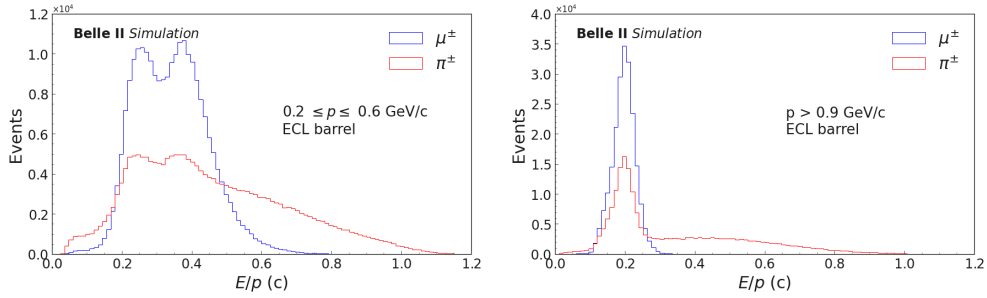 ×10⁴
1.2
1.0
0.8
0.6
0.4
0.2
0.0
Events
Belle II Simulation
μ±
π±
0.2 ≤p≤ 0.6 GeV/c
ECL barrel
0.0 0.2 0.4 0.6 0.8 1.0 1.2
E/p (c)
×10⁴
4.0
3.5
3.0
2.5
2.0
1.5
1.0
0.5
0.0
Events
Belle II Simulation
μ±
π±
p > 0.9 GeV/c
ECL barrel
0.0 0.2 0.4 0.6 0.8 1.0 1.2
E/p (c)